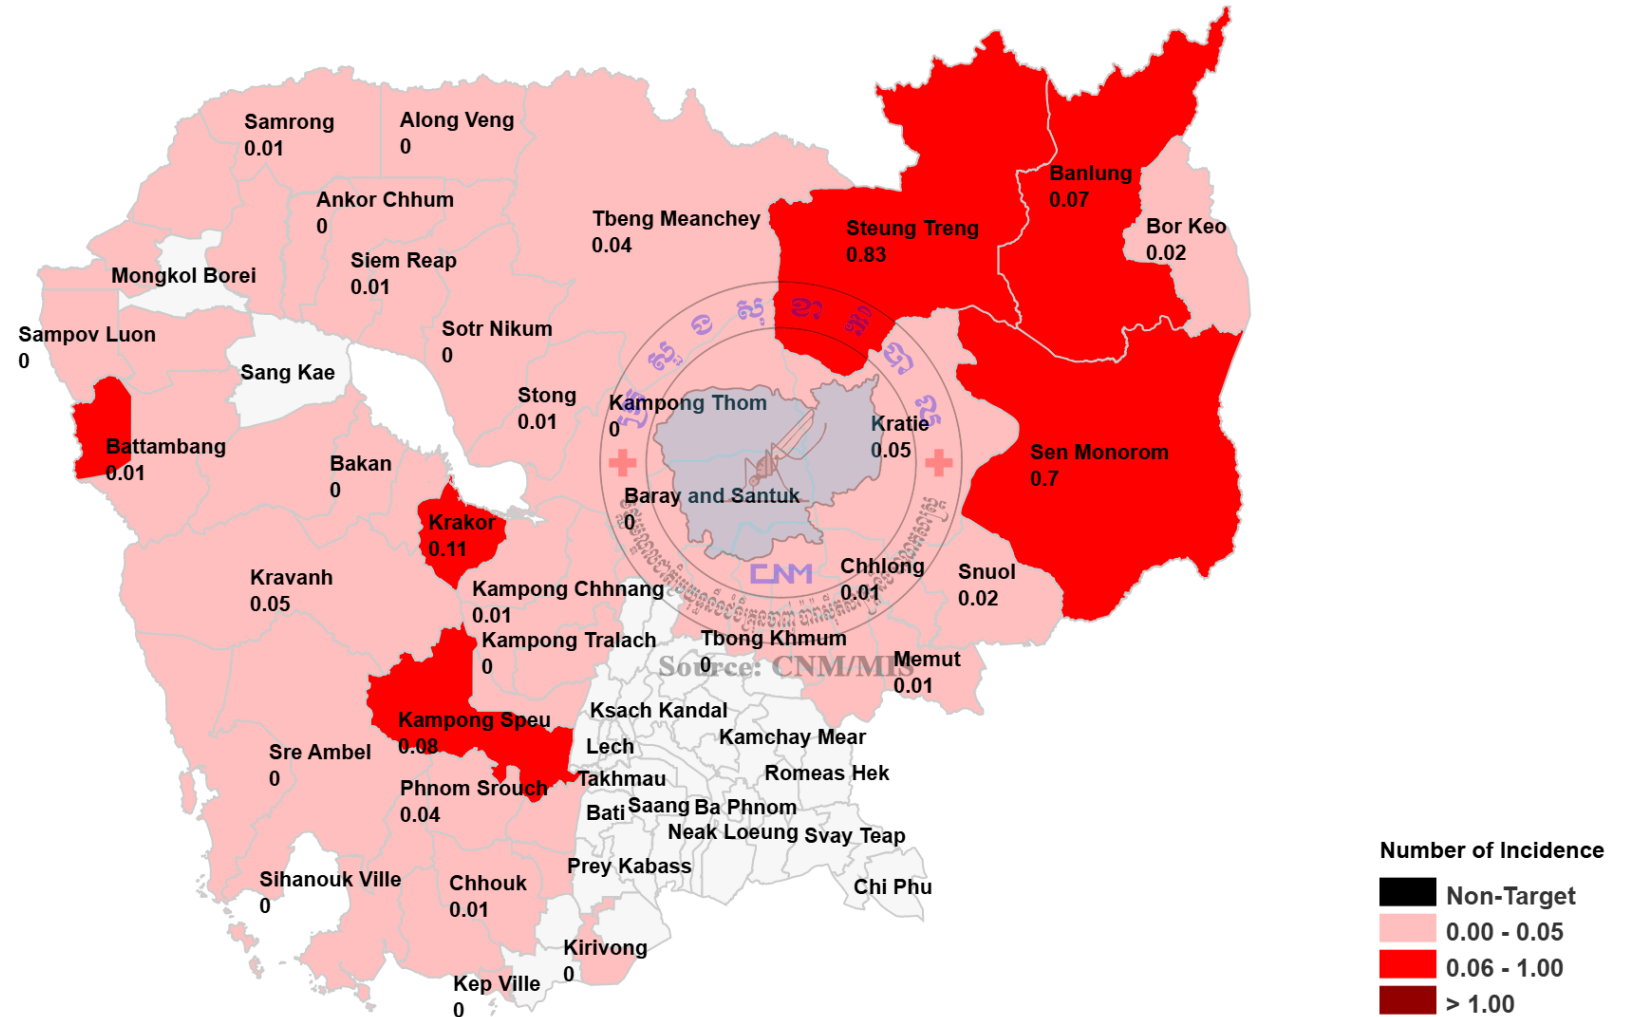 Samrong
0.01
Along Veng
0
Ankor Chhum
0
Tbeng Meanchey
0.04
Steung Treng
0.83
Banlung
0.07
Bor Keo
0.02
Siem Reap
0.01
Mongkol Borei
Sampov Luon
0
Sotr Nikum
0
Sang Kae
Stong
0.01
Kampong Thom
0
Kratie
0.05
Sen Monorom
0.7
Battambang
0.01
Bakan
0
Baray and Santuk
0
Krakor
0.11
Kravanh
0.05
Kampong Chhnang
0.01
CNM
Chhlong
0.01
Snuol
0.02
Kampong Tralach
0
Tbong Khmum
0
Source: CNM/MIS
Memut
0.01
Ksach Kandal
Kampong Speu
0.08
Lech
Kamchay Mear
Sre Ambel
0
Takhmau
Romeas Hek
Phnom Srouch
0.04
Bati
Saang
Ba Phnom
Neak Loeung
Svay Teap
Prey Kabass
Sihanouk Ville
0
Chhouk
0.01
Chi Phu
Kirivong
0
Kep Ville
0
Number of Incidence
Non-Target
0.00 - 0.05
0.06 - 1.00
> 1.00